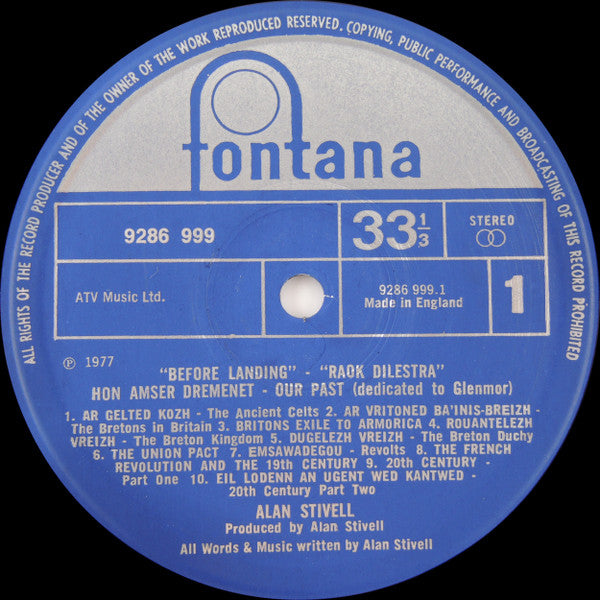 ALL RIGHTS OF THE RECORD PRODUCER AND OF THE OWNER OF THE WORK REPRODUCED RESERVED. COPYING, PUBLIC PERFORMANCE AND BROADCASTING OF THIS RECORD PROHIBITED
fontana
9286 999
33 1/3
STEREO
ATV Music Ltd.
9286 999.1
Made in England
1
℗ 1977
"BEFORE LANDING" - "RAOK DILESTRA"
HON AMSER DREMENET - OUR PAST (dedicated to Glenmor)
1. AR GELTED KOZH - The Ancient Celts 2. AR VRITONED BA'INIS-BREIZH -
The Bretons in Britain 3. BRITONS EXILE TO ARMORICA 4. ROUANTELEZH
VREIZH - The Breton Kingdom 5. DUGELEZH VREIZH - The Breton Duchy
6. THE UNION PACT 7. EMSAWADEGOU - Revolts 8. THE FRENCH
REVOLUTION AND THE 19th CENTURY 9. 20th CENTURY -
Part One 10. EIL LODENN AN UGENT WED KANTWED -
20th Century Part Two
ALAN STIVELL
Produced by Alan Stivell
All Words & Music written by Alan Stivell